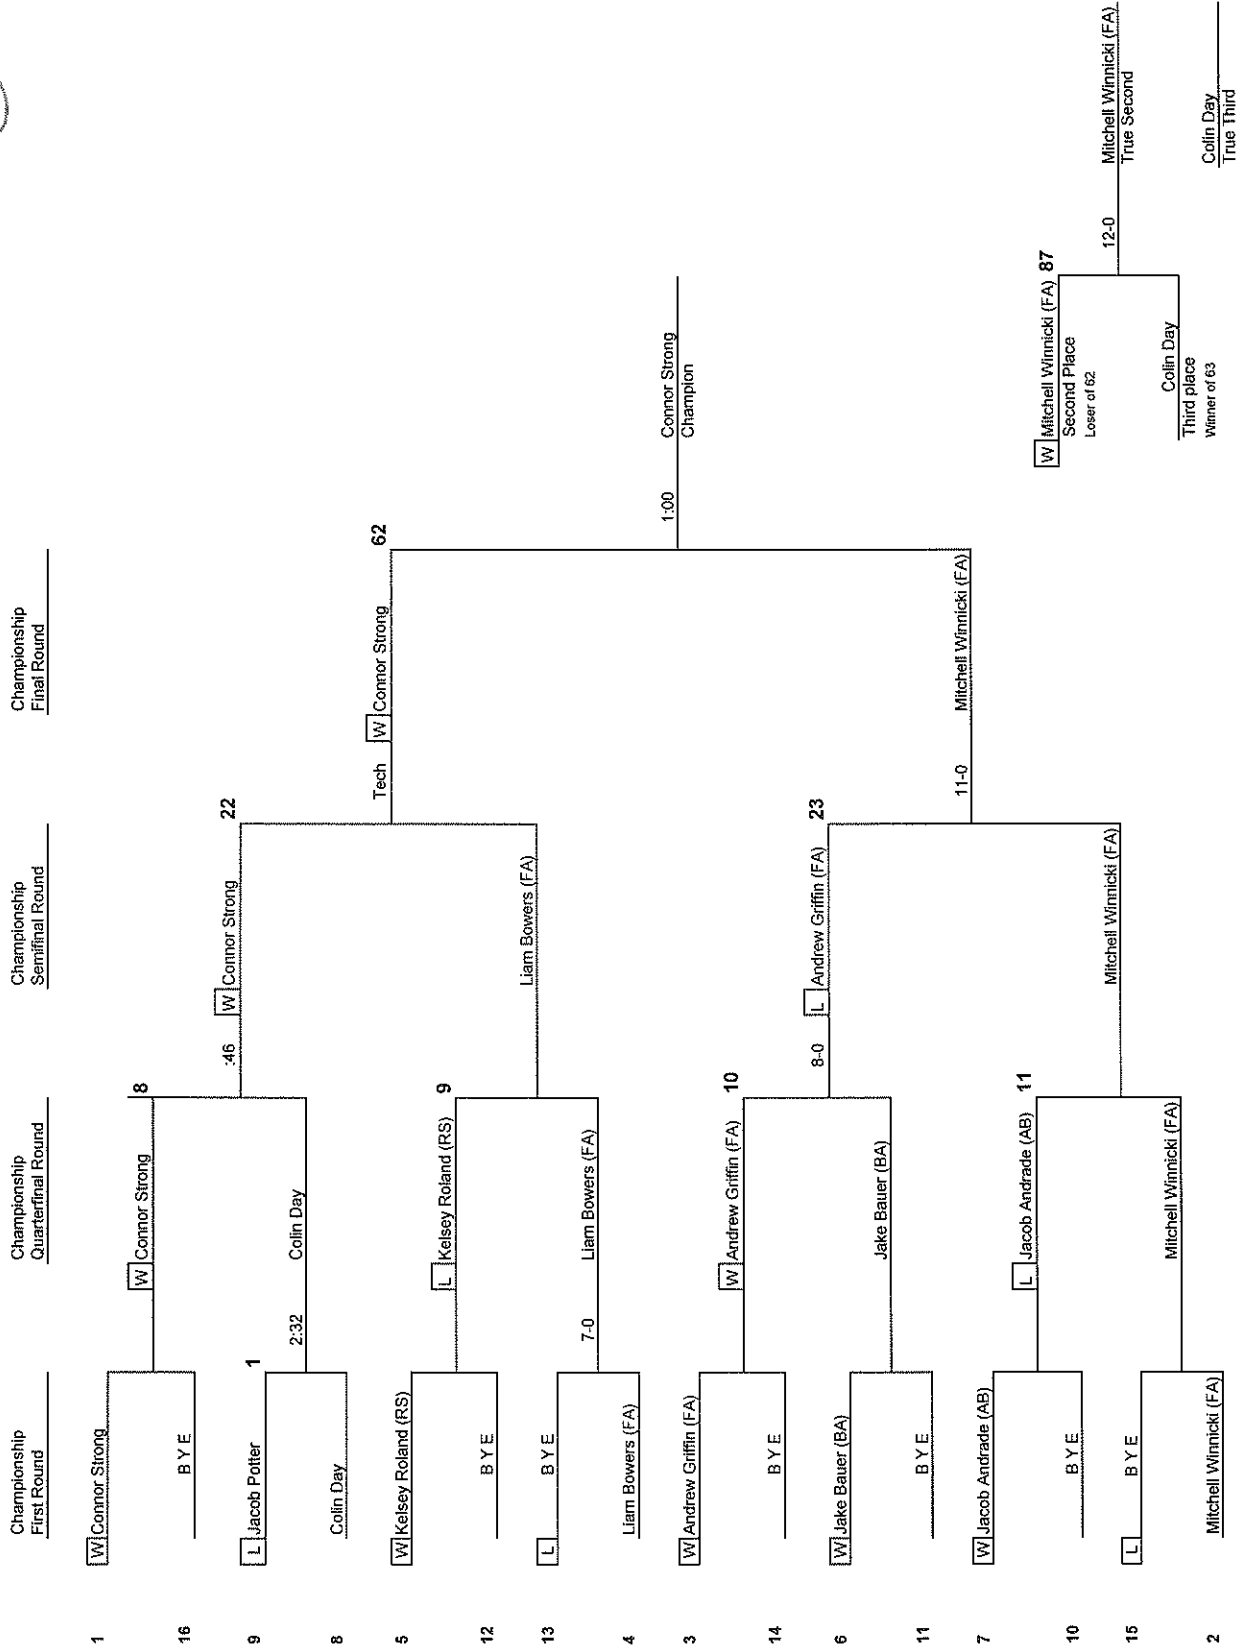 Championship
First Round
Championship
Quarterfinal Round
Championship
Semifinal Round
Championship
Final Round
1
W Connor Strong
16
B Y E
9
L Jacob Potter
1
8
Colin Day
5
W Kelsey Roland (RS)
12
B Y E
13
L B Y E
4
Liam Bowers (FA)
3
W Andrew Griffin (FA)
14
B Y E
6
W Jake Bauer (BA)
11
B Y E
7
W Jacob Andrade (AB)
10
B Y E
15
L B Y E
2
Mitchell Winnicki (FA)
W Connor Strong
8
2:32
Colin Day
L Kelsey Roland (RS)
9
7-0
Liam Bowers (FA)
W Andrew Griffin (FA)
10
Jake Bauer (BA)
L Jacob Andrade (AB)
11
Mitchell Winnicki (FA)
:46
W Connor Strong
22
Liam Bowers (FA)
8-0
L Andrew Griffin (FA)
23
Mitchell Winnicki (FA)
Tech
W Connor Strong
62
11-0
Mitchell Winnicki (FA)
1:00
Connor Strong
Champion
W Mitchell Winnicki (FA) 87
Second Place
Loser of 62
Colin Day
Third place
Winner of 63
12-0
Mitchell Winnicki (FA)
True Second
Colin Day
True Third